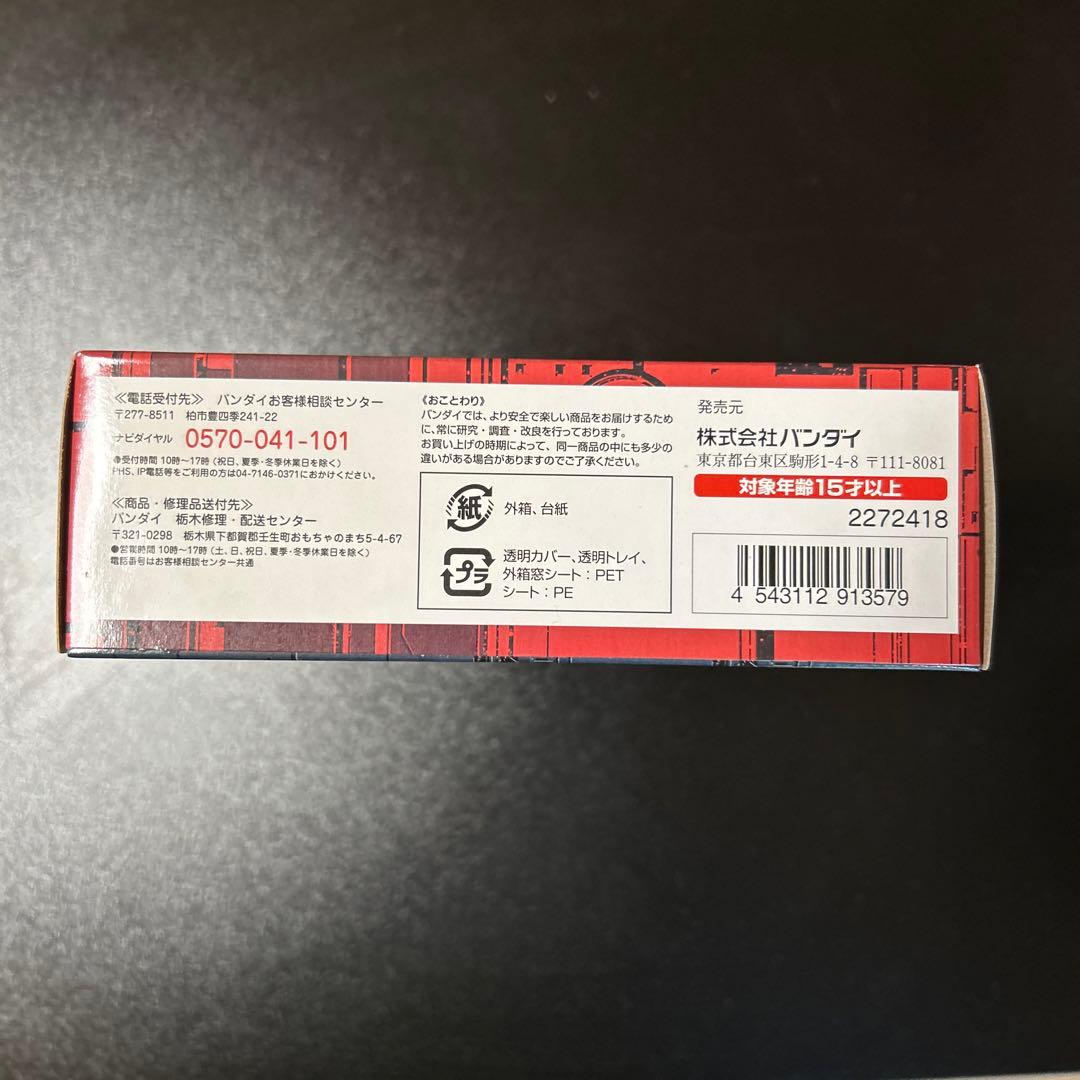 ≪電話受付先≫ バンダイお客様相談センター
〒277-8511 柏市豊四季241-22
ナビダイヤル 0570-041-101
●受付時間 10時〜17時 (祝日、夏季・冬季休業日を除く)
PHS、IP電話等をご利用の方は04-7146-0371におかけください。
≪商品・修理品送付先≫
バンダイ 栃木修理・配送センター
〒321-0298 栃木県下都賀郡壬生町おもちゃのまち5-4-67
●営業時間 10時〜17時 (土、日、祝日、夏季・冬季休業日を除く)
電話番号はお客様相談センター共通
《おことわり》
バンダイでは、より安全で楽しい商品をお届けするため
に、常に研究・調査・改良を行っております。
お買い上げの時期によって、同一商品の中にも多少の
違いがある場合がありますのでご了承ください。
紙 外箱、台紙
プラ 透明カバー、透明トレイ、
外箱窓シート:PET
シート:PE
発売元
株式会社バンダイ
東京都台東区駒形1-4-8 〒111-8081
対象年齢15才以上
2272418
4 543112 913579